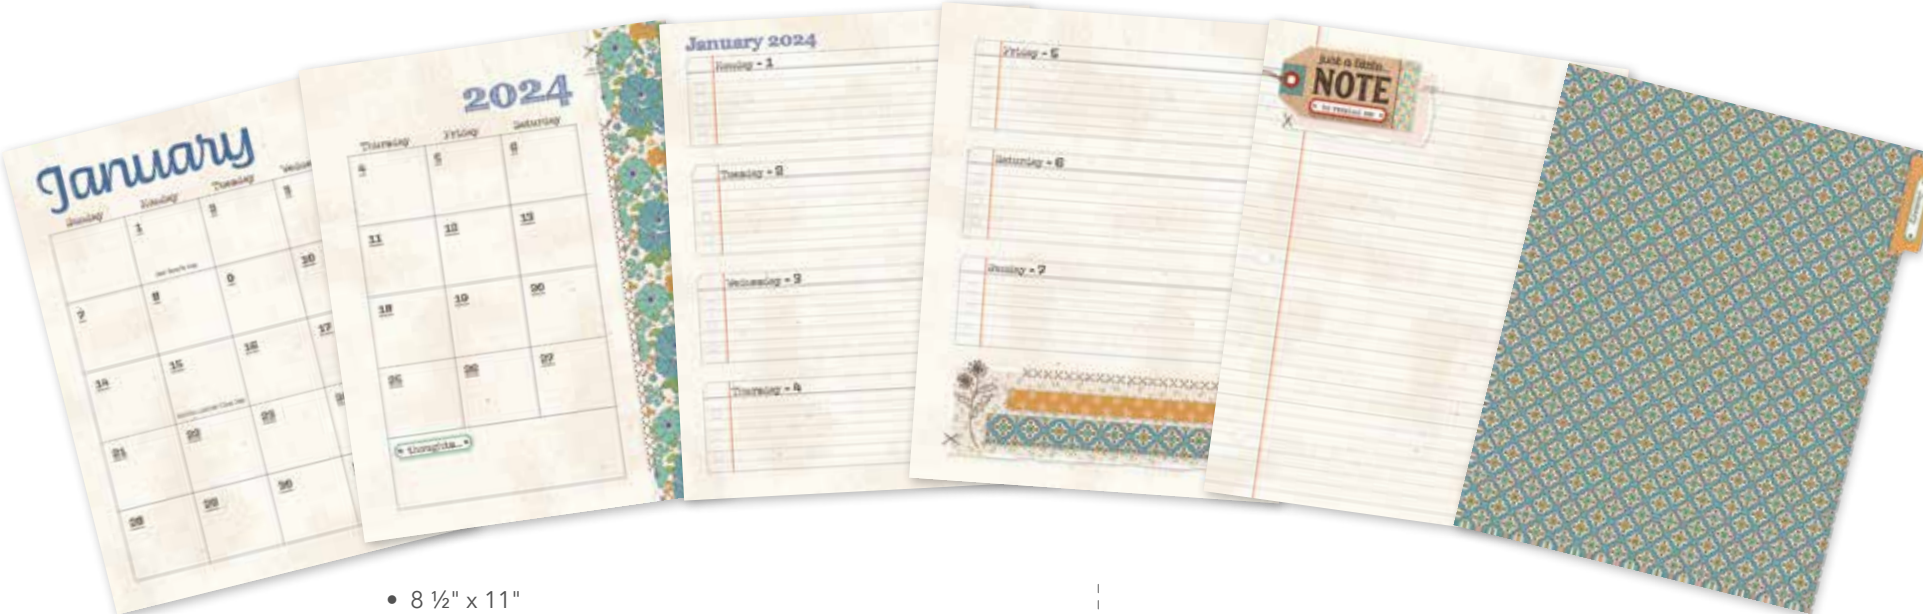 January
Sunday Monday Tuesday
1 2 3
7 8 9 10
14 15 16 17
21 22 23
28 29 30
2024
Thursday Friday Saturday
4 5 6
11 12 13
18 19 20
25 26 27
thoughts...
January 2024
Monday - 1
Tuesday - 2
Wednesday - 3
Thursday - 4
Friday - 5
Saturday - 6
Sunday - 7
just a little
NOTE
to remind me
• 8 ½" x 11"